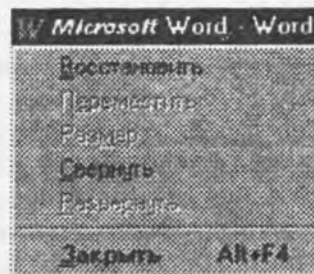 Microsoft Word - Word
Восстановить
Переместить
Размер
Свернуть
Развернуть
Закрыть Alt+F4